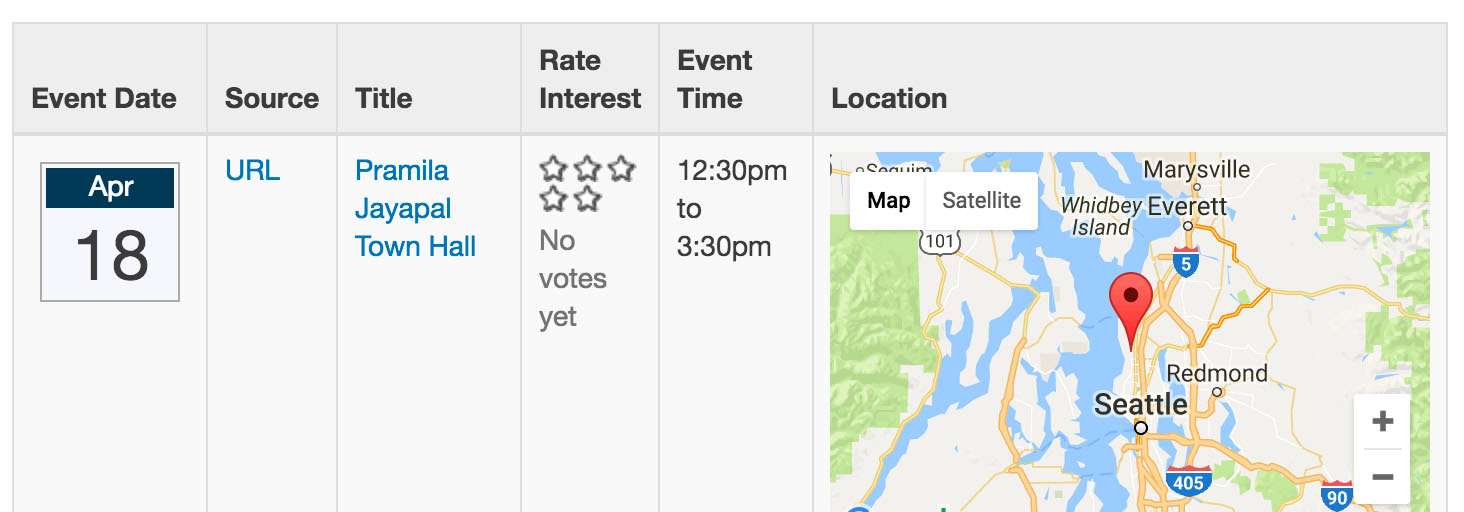 Event Date
Source
Title
Rate
Interest
Event
Time
Location
Apr
18
URL
Pramila
Jayapal
Town Hall
No
votes
yet
12:30pm
to
3:30pm
Map
Satellite
Marysville
Whidbey
Island
Everett
101
5
Redmond
Seattle
405
90
+
−